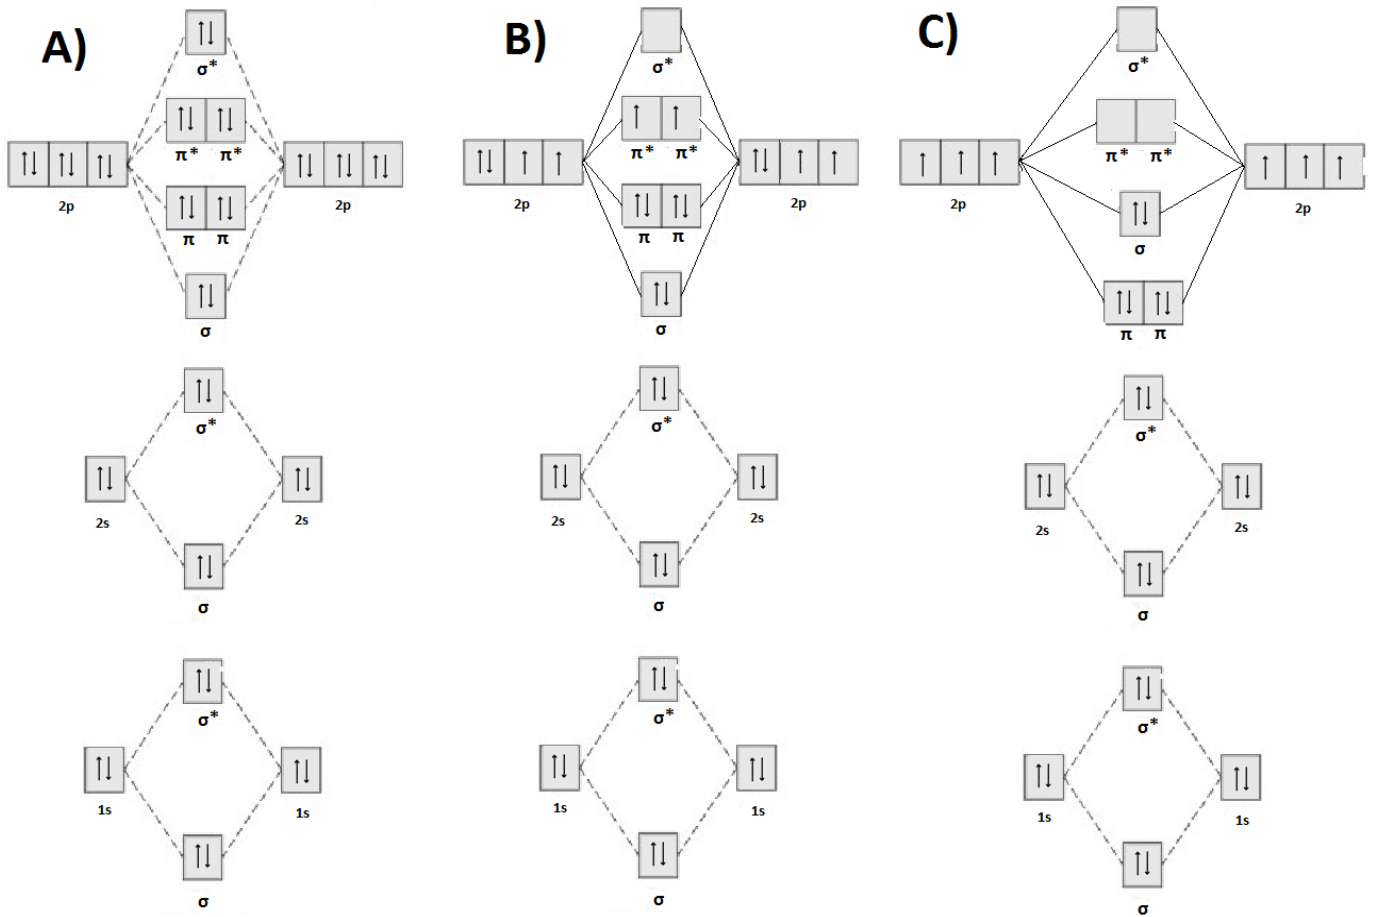 A) B) C)
σ* σ* σ*
π* π* π* π* π* π*
2p 2p 2p 2p 2p 2p
π π π π σ
σ σ π π
σ* σ* σ*
2s 2s 2s 2s 2s 2s
σ σ σ
σ* σ* σ*
1s 1s 1s 1s 1s 1s
σ σ σ